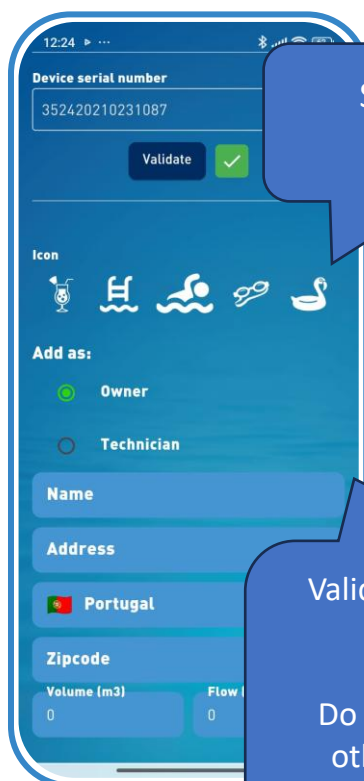 12:24
Device serial number
352420210231087
Validate
Icon
Add as:
Owner
Technician
Name
Address
Portugal
Zipcode
Volume (m3)
Flow
0
0
Do